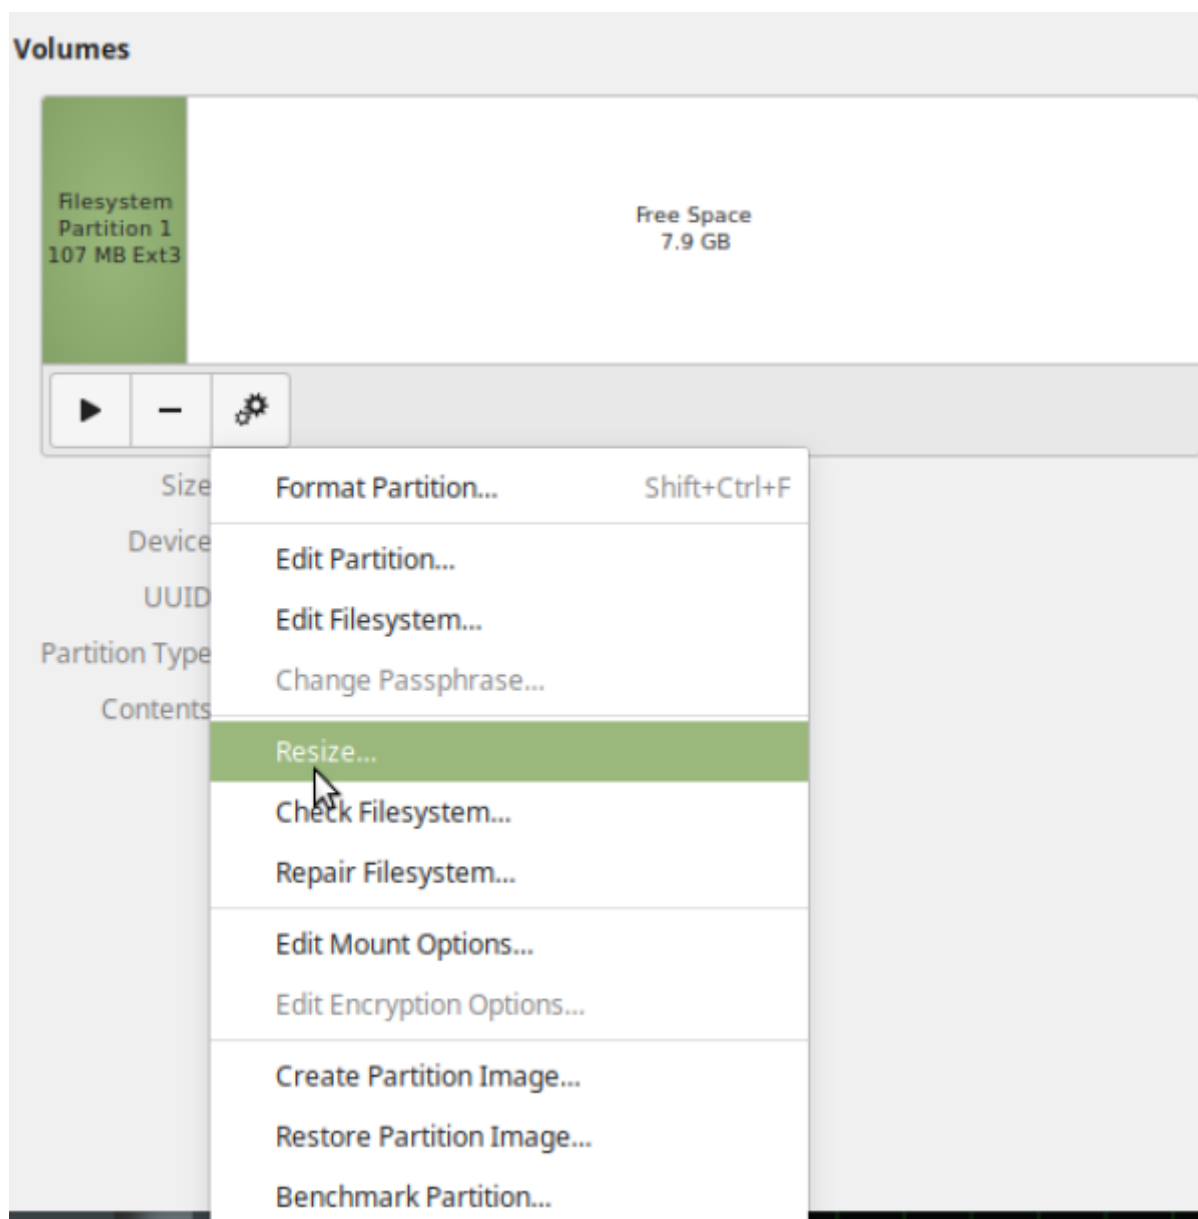 Volumes
Filesystem
Partition 1
107 MB Ext3
Free Space
7.9 GB
Size
Device
UUID
Partition Type
Contents
Format Partition... Shift+Ctrl+F
Edit Partition...
Edit Filesystem...
Change Passphrase...
Resize...
Check Filesystem...
Repair Filesystem...
Edit Mount Options...
Edit Encryption Options...
Create Partition Image...
Restore Partition Image...
Benchmark Partition...